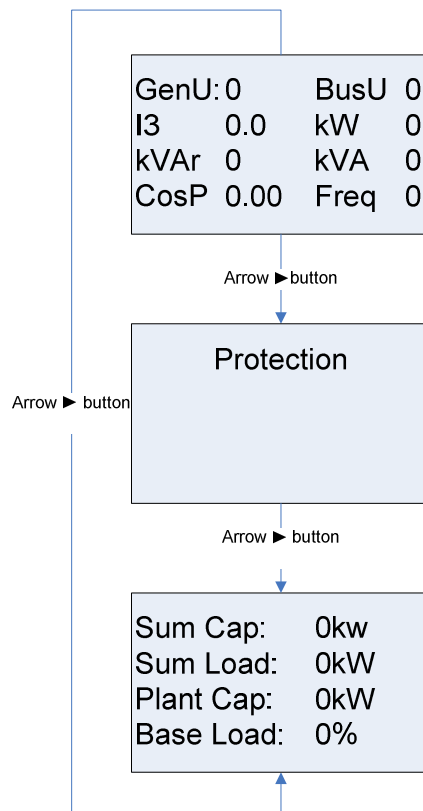 GenU: 0 BusU 0
I3 0.0 kW 0
kVAr 0 kVA 0
CosP 0.00 Freq 0
Arrow ► button
Protection
Arrow ► button
Arrow ► button
Sum Cap: 0kw
Sum Load: 0kW
Plant Cap: 0kW
Base Load: 0%